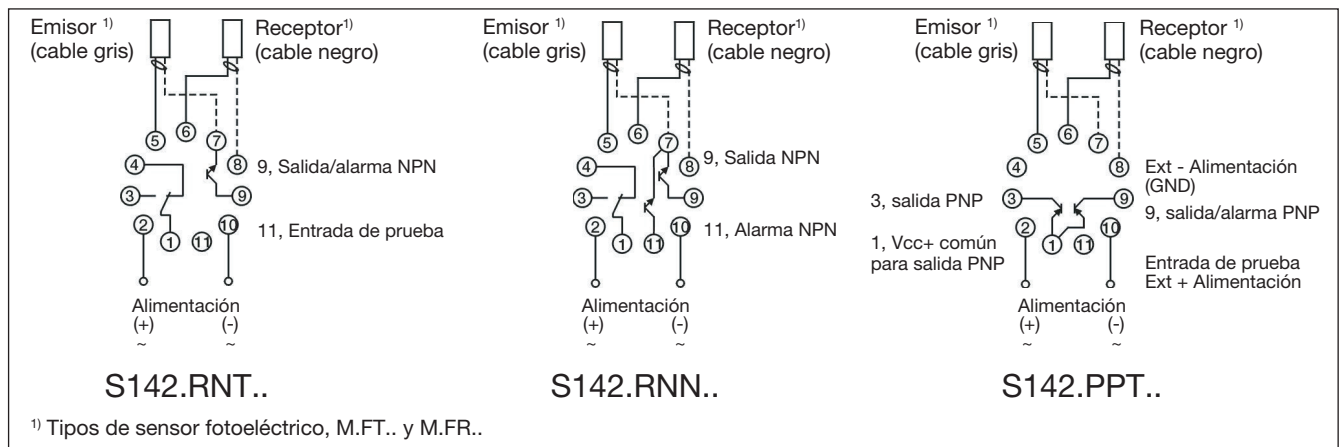 Emisor ¹⁾
(cable gris)
Receptor¹⁾
(cable negro)
5
6
7
4
8
9, Salida/alarma NPN
3
9
2
10
11, Entrada de prueba
1
11
Alimentación
(+) (-)
~ ~
S142.RNT..
Emisor ¹⁾
(cable gris)
Receptor¹⁾
(cable negro)
5
6
7
4
8
9, Salida NPN
3
9
2
10
11, Alarma NPN
1
11
Alimentación
(+) (-)
~ ~
S142.RNN..
Emisor ¹⁾
(cable gris)
Receptor¹⁾
(cable negro)
5
6
7
4
8
Ext - Alimentación
(GND)
3, salida PNP
3
9
9, salida/alarma PNP
2
10
1, Vcc+ común
para salida PNP
1
11
Entrada de prueba
Ext + Alimentación
Alimentación
(+) (-)
~ ~
S142.PPT..
¹⁾ Tipos de sensor fotoeléctrico, M.FT.. y M.FR..